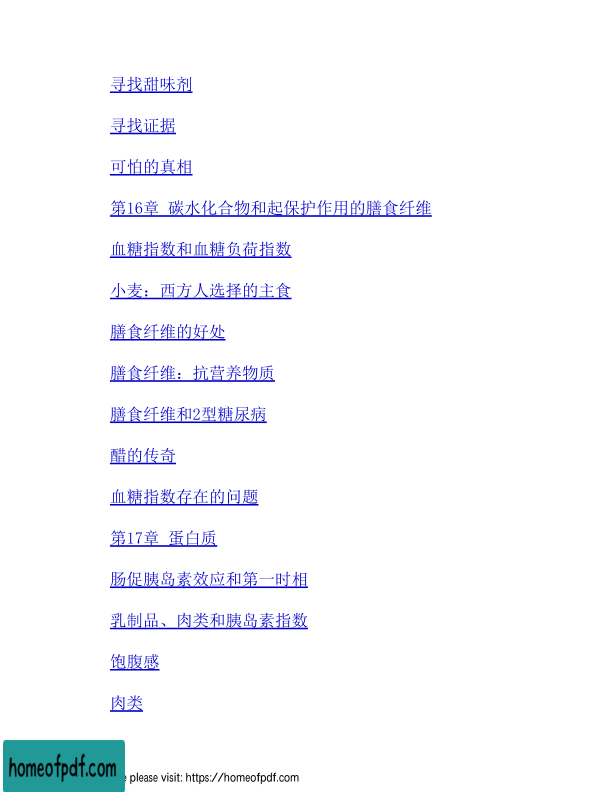 寻找甜味剂
寻找证据
可怕的真相
第16章 碳水化合物和起保护作用的膳食纤维
血糖指数和血糖负荷指数
小麦：西方人选择的主食
膳食纤维的好处
膳食纤维：抗营养物质
膳食纤维和2型糖尿病
醋的传奇
血糖指数存在的问题
第17章 蛋白质
肠促胰岛素效应和第一时相
乳制品、肉类和胰岛素指数
饱腹感
肉类
homeofpdf.com
please visit: https://homeofpdf.com